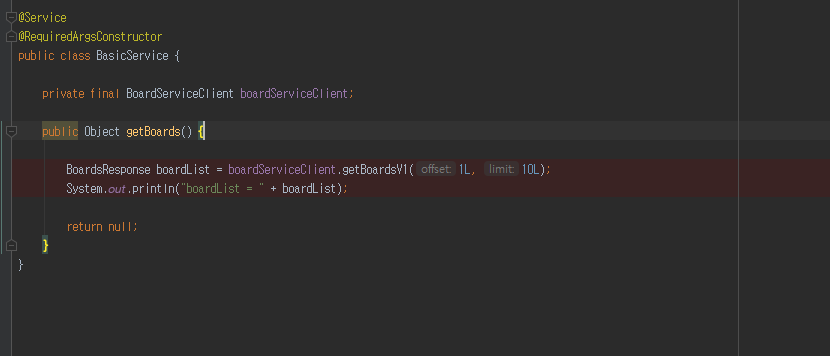 @Service
@RequiredArgsConstructor
public class BasicService {
private final BoardServiceClient boardServiceClient;
public Object getBoards() {
BoardsResponse boardList = boardServiceClient.getBoardsV1( offset: 1L, limit: 10L);
System.out.println("boardList = " + boardList);
return null;
}
}